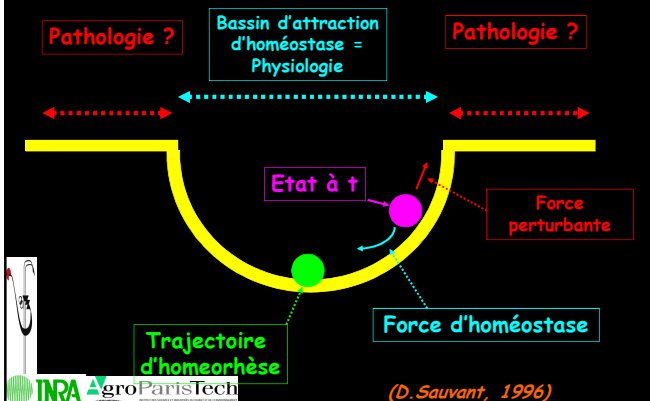 Pathologie ?
Bassin d’attraction
d’homéostase =
Physiologie
Pathologie ?
Etat à t
Force
perturbante
Force d’homéostase
Trajectoire
d’homeorhèse
INRA
AgroParisTech
(D.Sauvant, 1996)